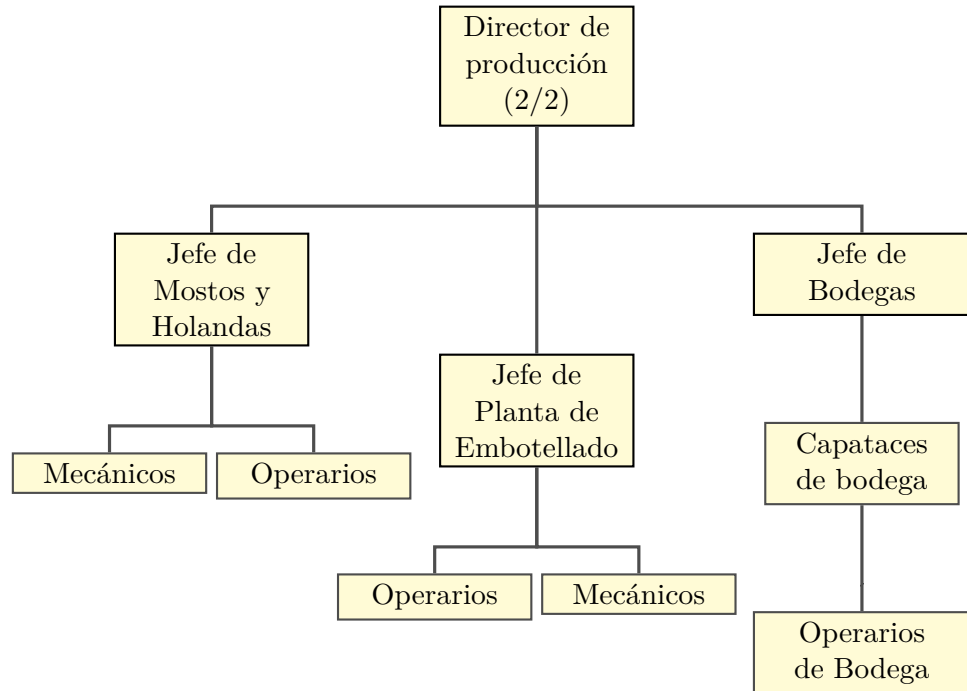 Director de
producción
(2/2)
Jefe de
Mostos y
Holandas
Jefe de
Bodegas
Jefe de
Planta de
Embotellado
Capataces
de bodega
Mecánicos
Operarios
Operarios
Mecánicos
Operarios
de Bodega